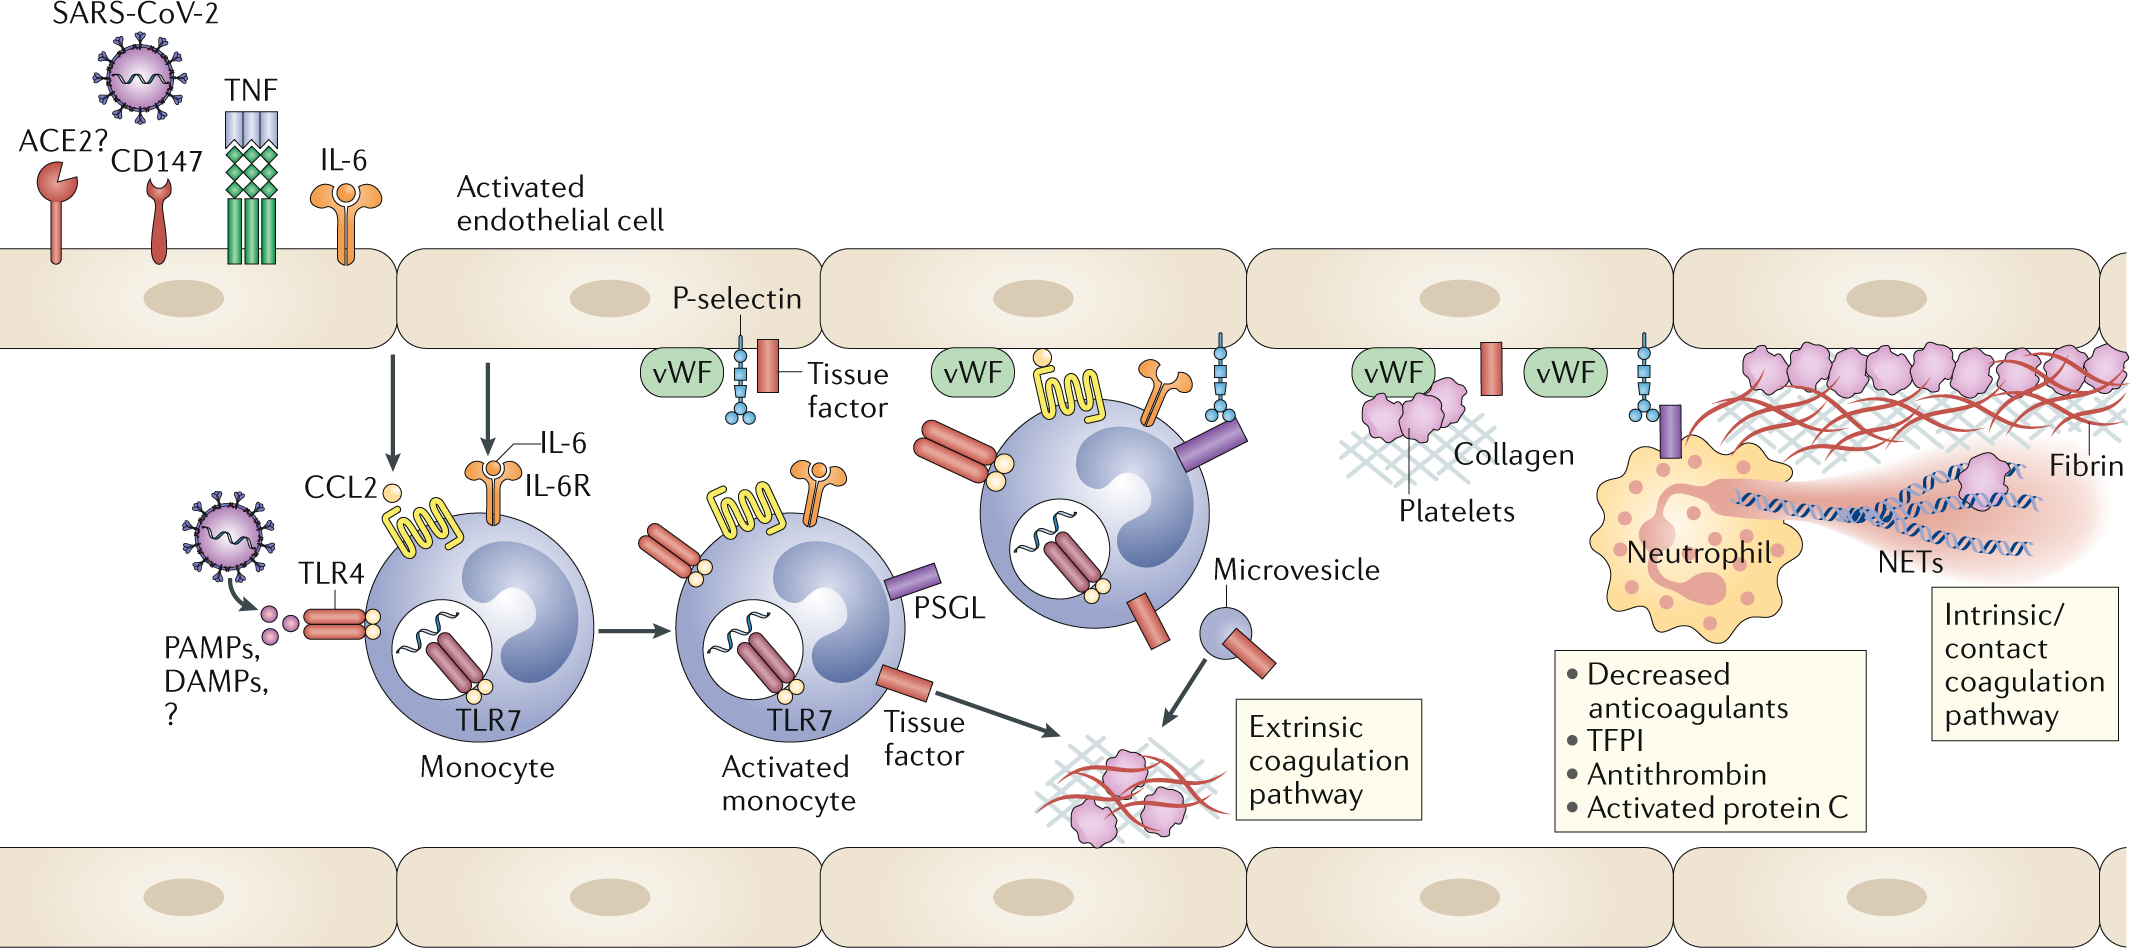 SARS-CoV-2
TNF
ACE2?
CD147
IL-6
Activated
endothelial cell
P-selectin
vWF
Tissue
factor
vWF
vWF
vWF
Collagen
Platelets
Fibrin
IL-6
IL-6R
CCL2
TLR4
PAMPs,
DAMPs,
?
TLR7
Monocyte
PSGL
TLR7
Tissue
factor
Activated
monocyte
Microvesicle
Extrinsic
coagulation
pathway
Neutrophil
NETs
• Decreased
anticoagulants
• TFPI
• Antithrombin
• Activated protein C
Intrinsic/
contact
coagulation
pathway